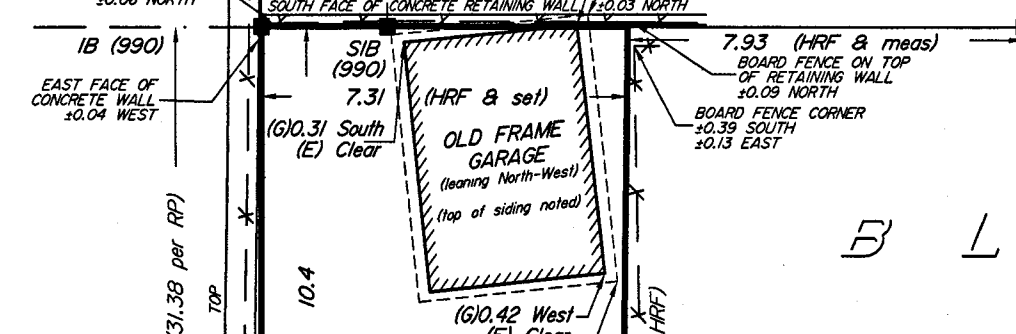 ±0.06 NORTH
SOUTH FACE OF CONCRETE RETAINING WALL
±0.03 NORTH
IB (990)
SIB
(990)
7.93 (HRF & meas)
BOARD FENCE ON TOP
OF RETAINING WALL
±0.09 NORTH
EAST FACE OF
CONCRETE WALL
±0.04 WEST
7.31 (HRF & set)
BOARD FENCE CORNER
±0.39 SOUTH
±0.13 EAST
(G)0.31 South
(E) Clear
OLD FRAME
GARAGE
(leaning North-West)
(top of siding noted)
31.38 per RP)
TOP
10.4
B L
(G)0.42 West
(E) Clear
HRF)